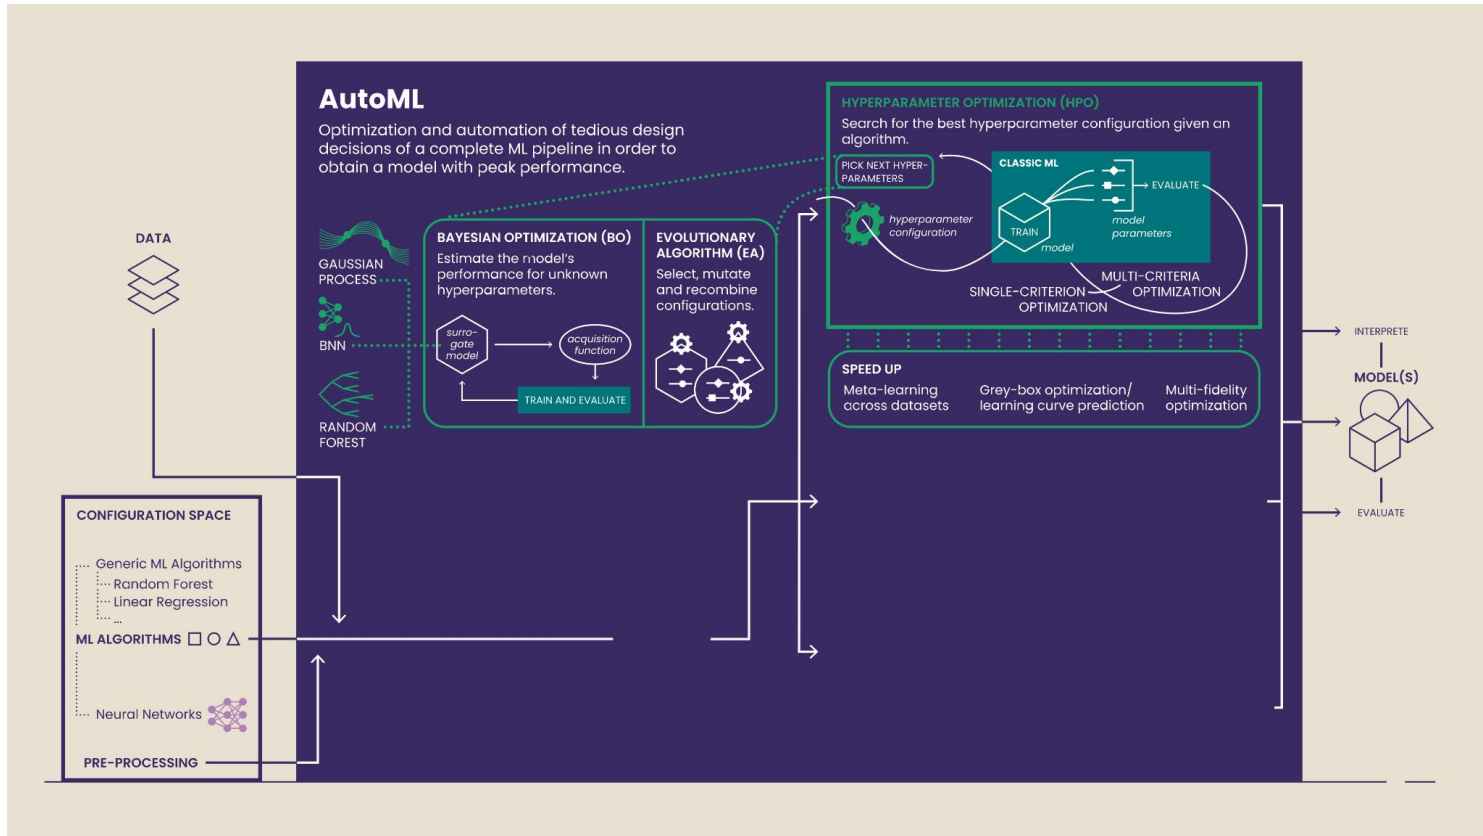 AutoML
Optimization and automation of tedious design
decisions of a complete ML pipeline in order to
obtain a model with peak performance.
DATA
GAUSSIAN
PROCESS
BNN
RANDOM
FOREST
BAYESIAN OPTIMIZATION (BO)
Estimate the model's
performance for unknown
hyperparameters.
surro-
gate
model
acquisition
function
TRAIN AND EVALUATE
EVOLUTIONARY
ALGORITHM (EA)
Select, mutate
and recombine
configurations.
HYPERPARAMETER OPTIMIZATION (HPO)
Search for the best hyperparameter configuration given an
algorithm.
PICK NEXT HYPER-
PARAMETERS
hyperparameter
configuration
CLASSIC ML
TRAIN
model
EVALUATE
model
parameters
MULTI-CRITERIA
OPTIMIZATION
SINGLE-CRITERION
OPTIMIZATION
SPEED UP
Meta-learning
across datasets
Grey-box optimization/
learning curve prediction
Multi-fidelity
optimization
INTERPRETE
MODEL(S)
EVALUATE
CONFIGURATION SPACE
Generic ML Algorithms
Random Forest
Linear Regression
...
ML ALGORITHMS
Neural Networks
PRE-PROCESSING